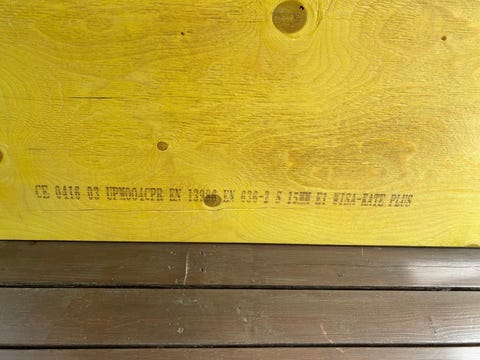 CE 0416 03 UPM004CPR EN 13986 EN 636-2 S 15MM E1 WISA-KATE PLUS